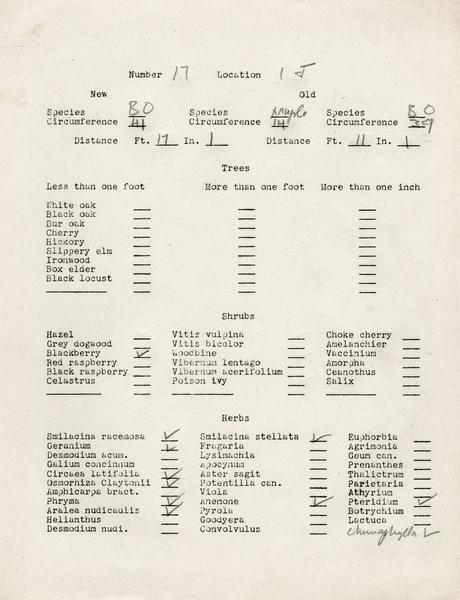 Number 17 Location 1 J
New Old
Species BO Species Species BO
Circumference 41 Circumference 14 Circumference 39
Distance Ft. 17 In. 1 Distance Ft. 11 In. 1
Trees
Less than one foot More than one foot More than one inch
White oak
Black oak
Bur oak
Cherry
Hickory
Slippery elm
Ironwood
Box elder
Black locust
Shrubs
Hazel Vitis vulpina Choke cherry
Grey dogwood Vitis bicolor Amelanchier
Blackberry ✓ Woodbine Vaccinium
Red raspberry Vibernum lentago Amorpha
Black raspberry Vibernum acerifolium Ceanothus
Celastrus Poison ivy Salix
Herbs
Smilacina racemosa ✓ Smilacina stellata ✓ Euphorbia
Geranium ✓ Fragaria Agrimonia
Desmodium acum. Lysimachia Geum can.
Galium concinnum Apocynum Prenanthes
Circaea latifolia ✓ Aster sagit Thalictrum
Osmorhiza Claytonii ✓ Potentilla can. Parietaria
Amphicarpa bract. Viola Athyrium
Phryma ✓ Anemone ✓ Pteridium ✓
Aralea nudicaulis ✓ Pyrola Botrychium
Helianthus Goodyera Lactuca
Desmodium nudi. Convolvulus